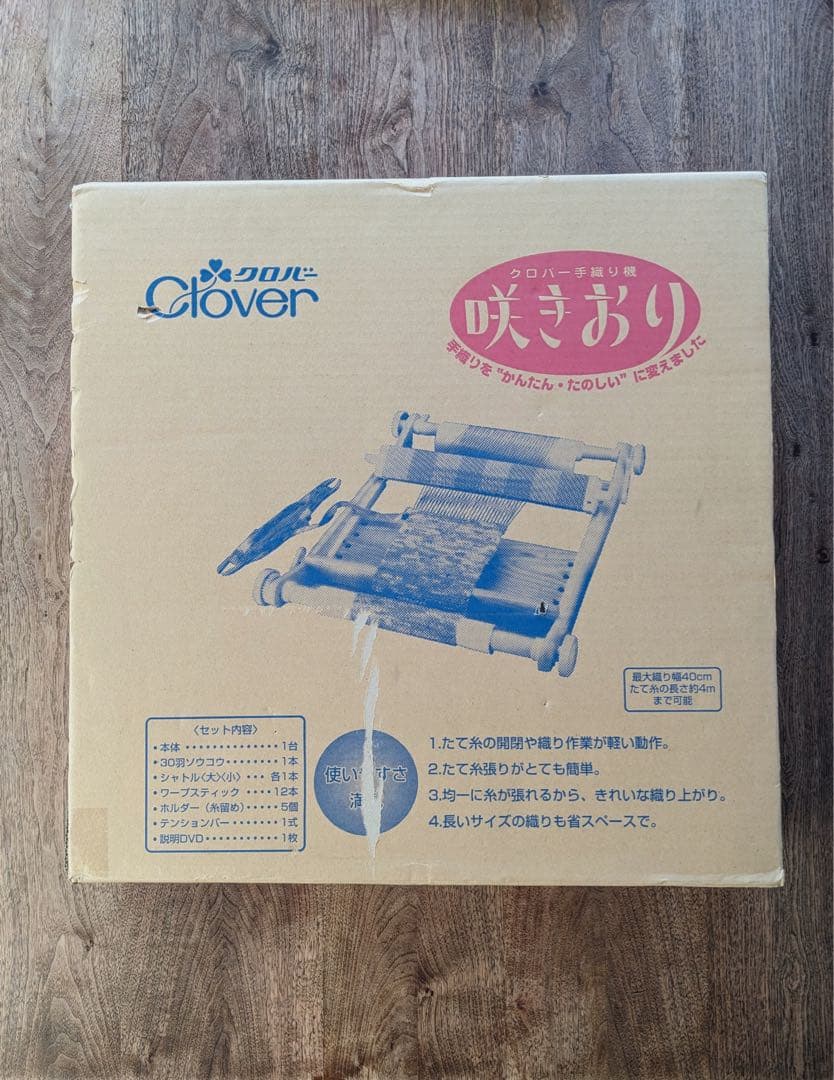 クロバー
Clover
クロバー手織り機
咲きおり
手織りを"かんたん・たのしい"に変えました
最大織り幅40cm
たて糸の長さ約4m
まで可能
〈セット内容〉
・本体・・・・・・・・・・・・・・1台
・30羽ソウコウ・・・・・・・・1本
・シャトル〈大〉〈小〉・・・各1本
・ワープスティック・・・・12本
・ホルダー（糸留め）・・・・・5個
・テンションバー・・・・・・・1式
・説明DVD・・・・・・・・・・・1枚
使い すさ
満
1.たて糸の開閉や織り作業が軽い動作。
2.たて糸張りがとても簡単。
3.均一に糸が張れるから、きれいな織り上がり。
4.長いサイズの織りも省スペースで。